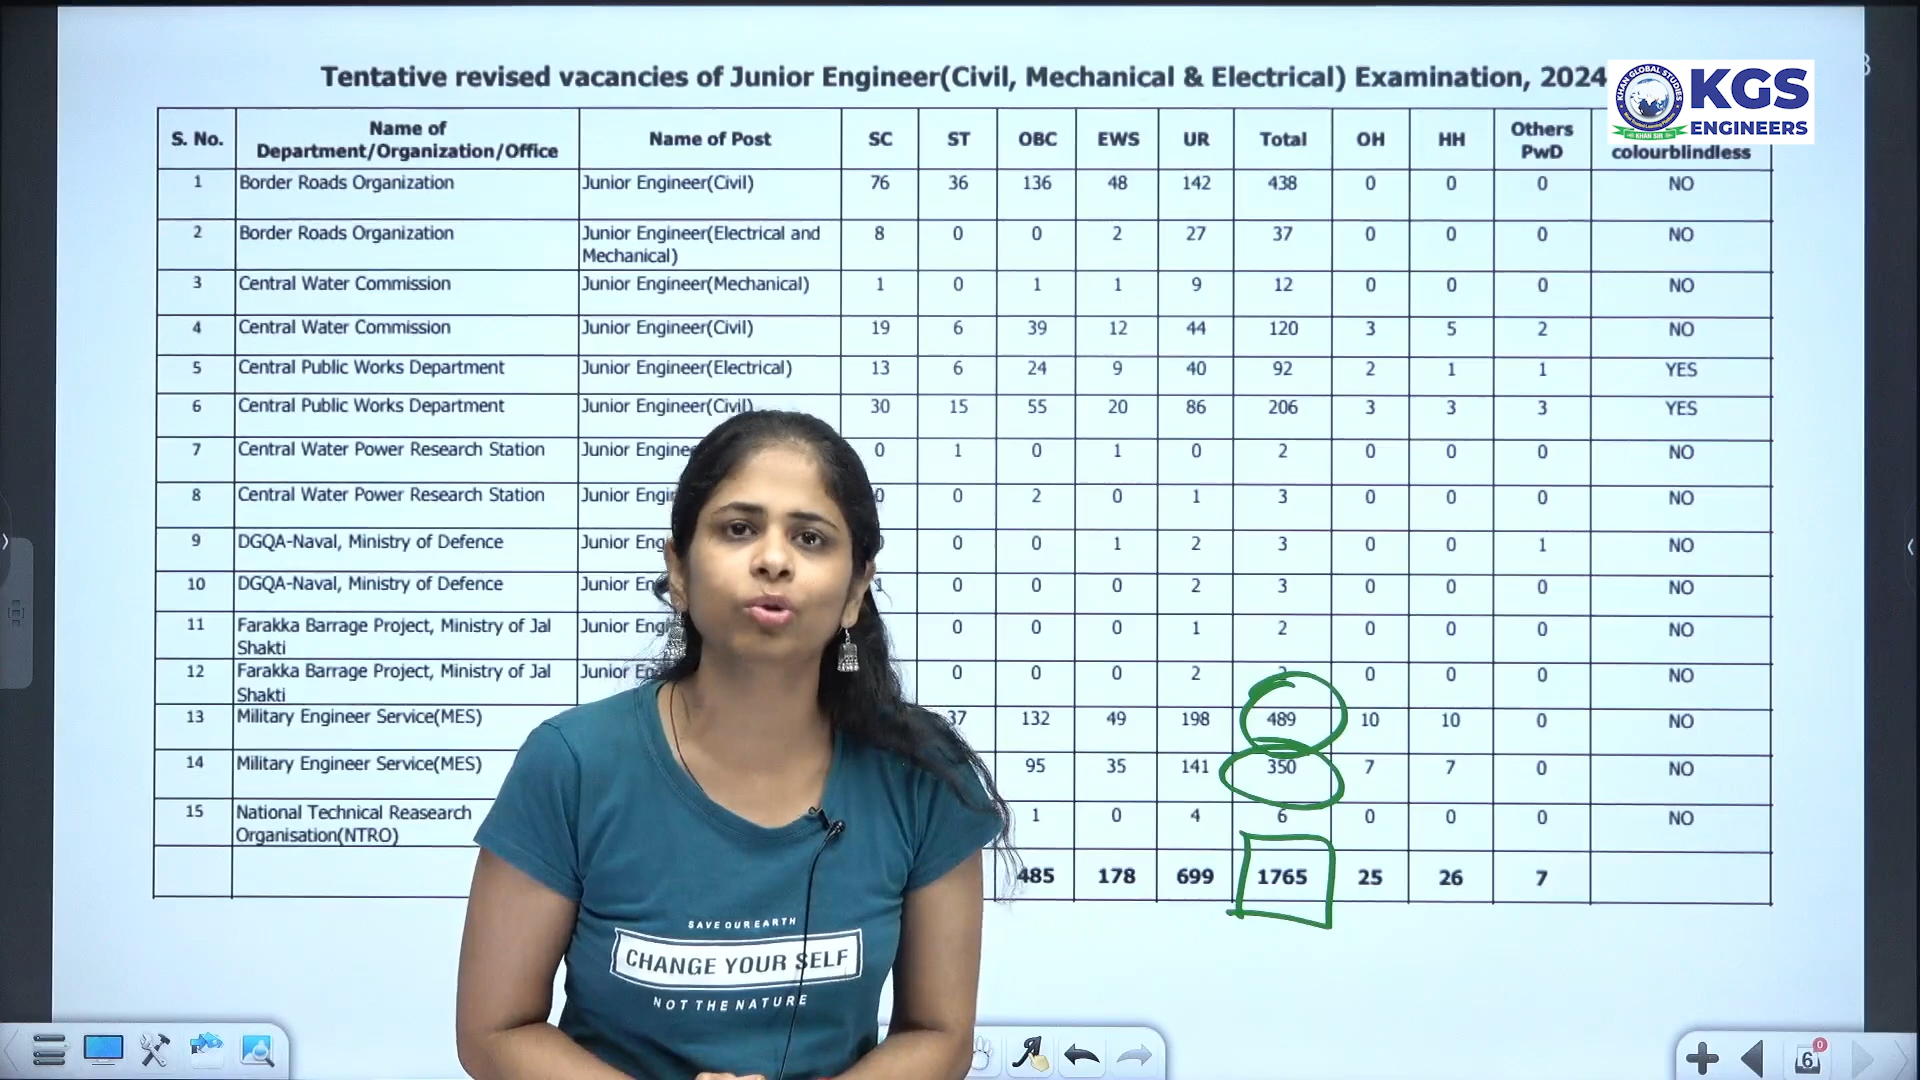 Tentative revised vacancies of Junior Engineer(Civil, Mechanical & Electrical) Examination, 2024
KHAN GLOBAL STUDIES
KHAN SIR
KGS
ENGINEERS
S. No. Name of Department/Organization/Office Name of Post SC ST OBC EWS UR Total OH HH Others PwD colourblindless
1 Border Roads Organization Junior Engineer(Civil) 76 36 136 48 142 438 0 0 0 NO
2 Border Roads Organization Junior Engineer(Electrical and Mechanical) 8 0 0 2 27 37 0 0 0 NO
3 Central Water Commission Junior Engineer(Mechanical) 1 0 1 1 9 12 0 0 0 NO
4 Central Water Commission Junior Engineer(Civil) 19 6 39 12 44 120 3 5 2 NO
5 Central Public Works Department Junior Engineer(Electrical) 13 6 24 9 40 92 2 1 1 YES
6 Central Public Works Department Junior Engineer(Civil) 30 15 55 20 86 206 3 3 3 YES
7 Central Water Power Research Station Junior 0 1 0 1 0 2 0 0 0 NO
8 Central Water Power Research Station Junior 0 0 2 0 1 3 0 0 0 NO
9 DGQA-Naval, Ministry of Defence Junior 0 0 1 2 3 0 0 1 NO
10 DGQA-Naval, Ministry of Defence Junior 1 0 0 0 2 3 0 0 0 NO
11 Farakka Barrage Project, Ministry of Jal Shakti Junior 0 0 0 1 2 0 0 0 NO
12 Farakka Barrage Project, Ministry of Jal Shakti Junior 0 0 0 2 0 0 0 NO
13 Military Engineer Service(MES) 37 132 49 198 489 10 10 0 NO
14 Military Engineer Service(MES) 95 35 141 350 7 7 0 NO
15 National Technical Reasearch Organisation(NTRO) 1 0 4 6 0 0 0 NO
485 178 699 1765 25 26 7
SAVE OUR EARTH
CHANGE YOUR SELF
NOT THE NATURE
6
0